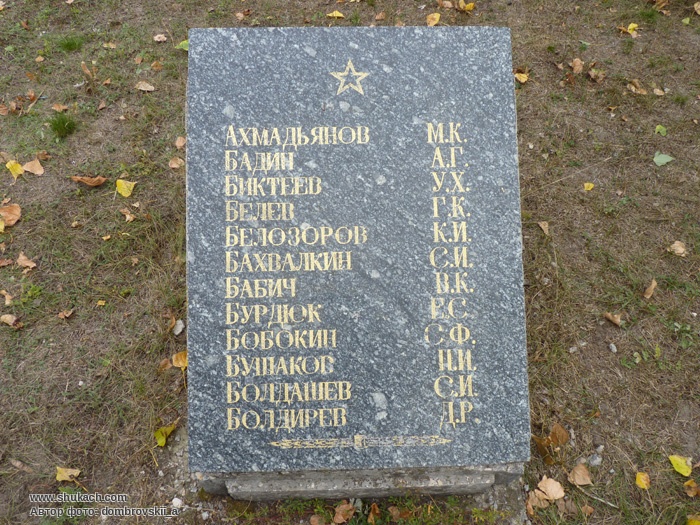 Ахмадьянов М.К.
Бадин А.Г.
Биктеев У.Х.
Белев Г.К.
Белозоров К.И.
Бахвалкин С.И.
Бабич В.К.
Бурдюк Е.С.
Бобокин С.Ф.
Бушаков П.И.
Болдашев С.И.
Болдирев Д.Р.
www.shukach.com
Автор фото: dombrovskii_a